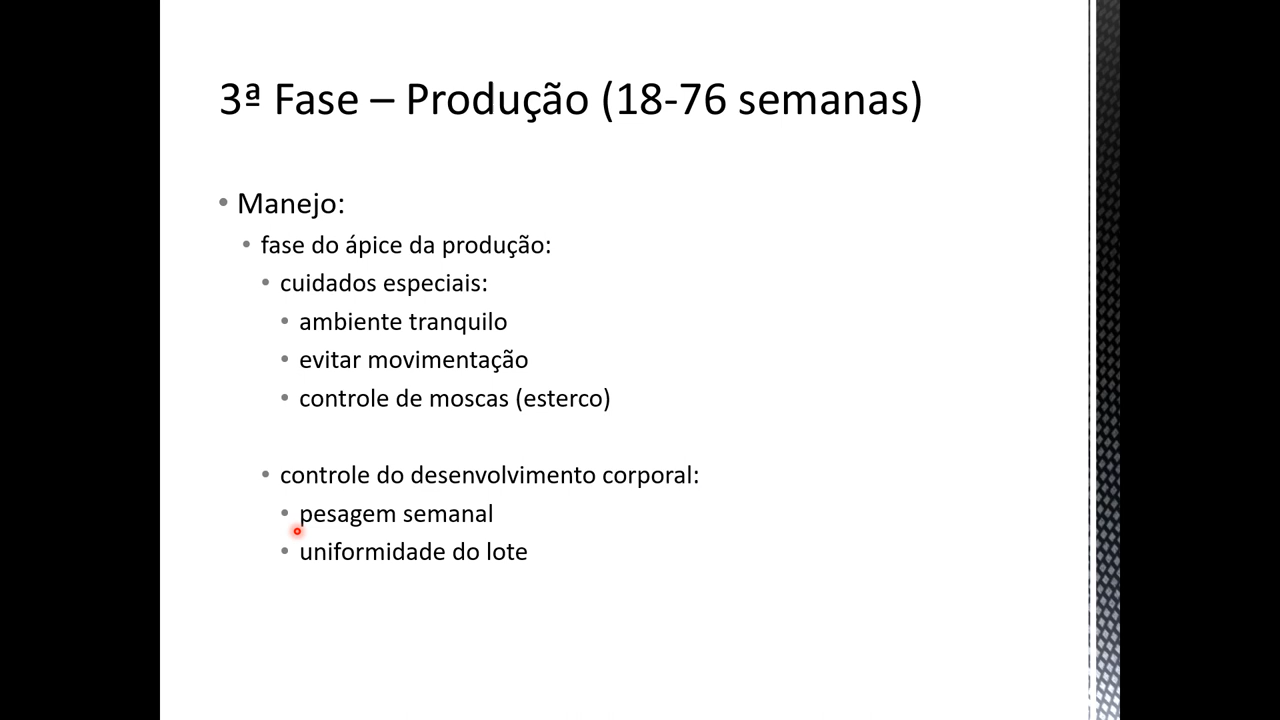 3ª Fase – Produção (18-76 semanas)
• Manejo:
• fase do ápice da produção:
• cuidados especiais:
• ambiente tranquilo
• evitar movimentação
• controle de moscas (esterco)
• controle do desenvolvimento corporal:
• pesagem semanal
• uniformidade do lote